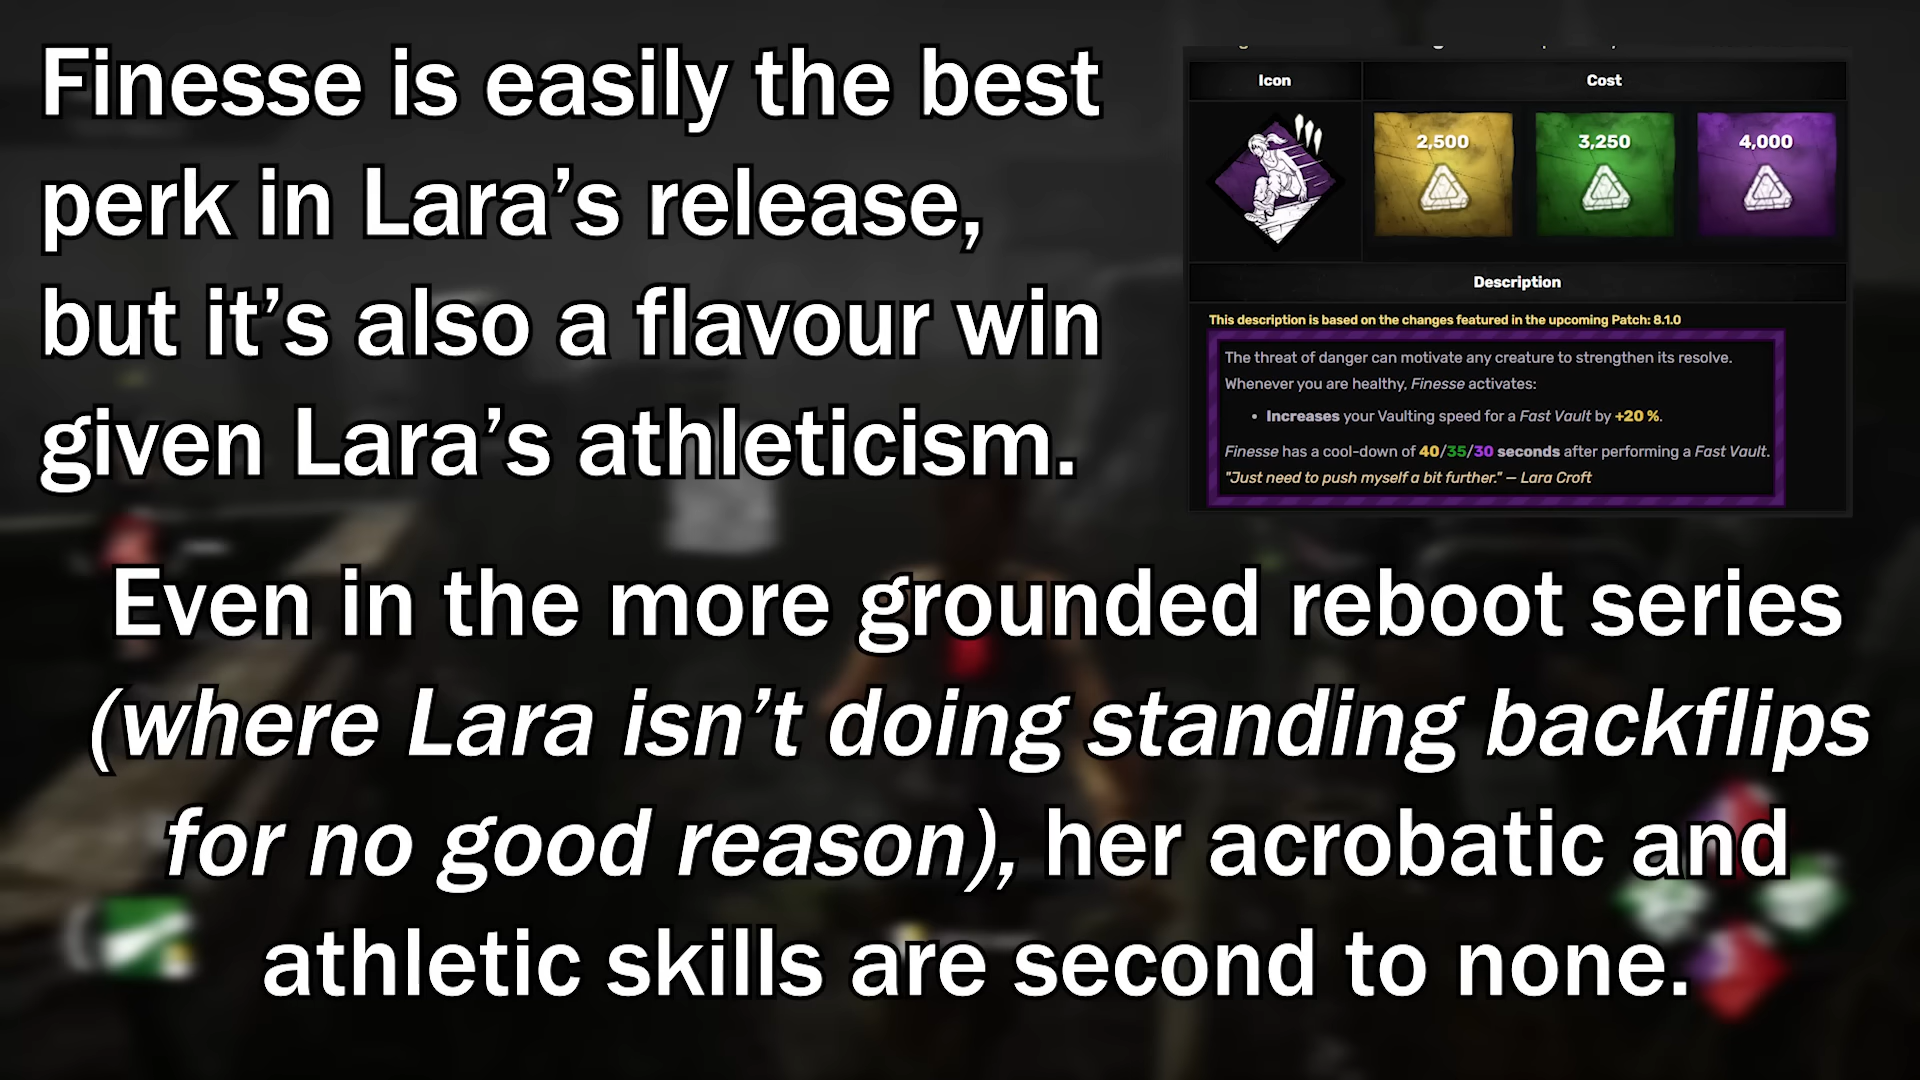 Finesse is easily the best
perk in Lara’s release,
but it’s also a flavour win
given Lara’s athleticism.
Icon
Cost
2,500
3,250
4,000
Description
This description is based on the changes featured in the upcoming Patch: 8.1.0
The threat of danger can motivate any creature to strengthen its resolve.
Whenever you are healthy, Finesse activates:
• Increases your Vaulting speed for a Fast Vault by +20 %.
Finesse has a cool-down of 40/35/30 seconds after performing a Fast Vault.
"Just need to push myself a bit further." — Lara Croft
Even in the more grounded reboot series
(where Lara isn’t doing standing backflips
for no good reason), her acrobatic and
athletic skills are second to none.